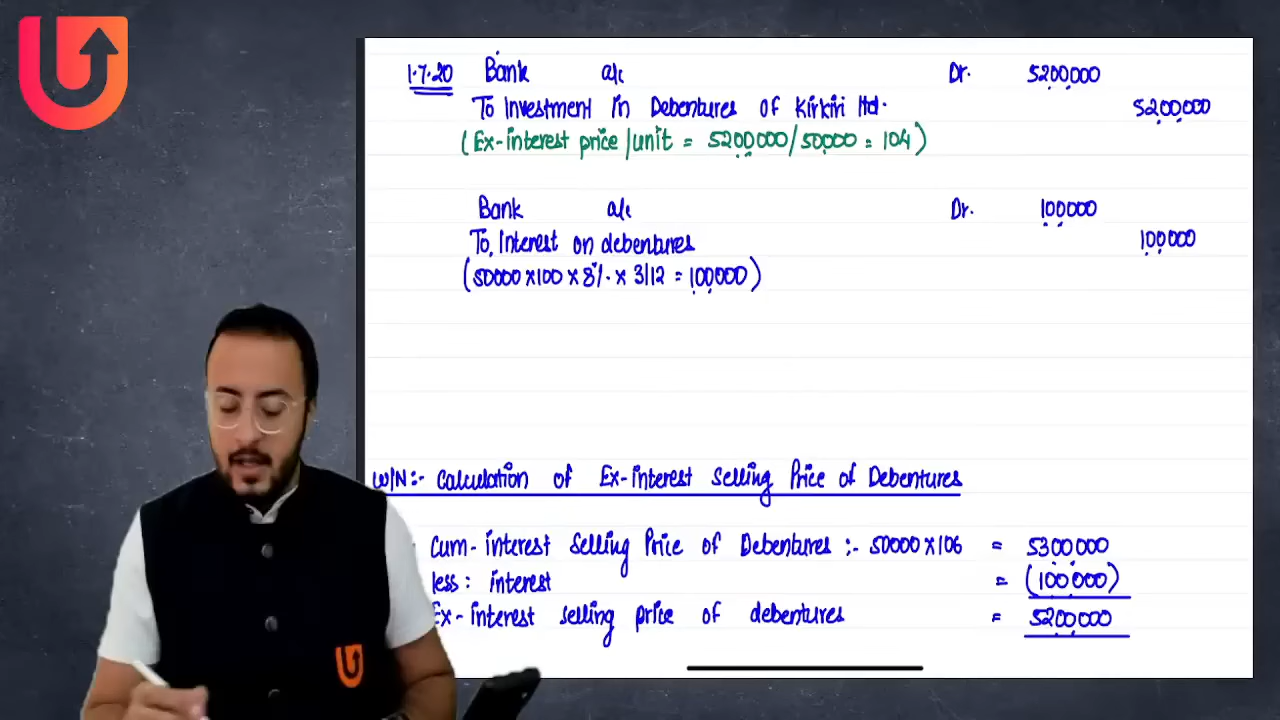 1.7.20 Bank a/c Dr. 5200000
To Investment in Debentures of Kirkiri ltd. 5200000
(Ex-interest price/unit = 5200000/50000 = 104)
Bank a/c Dr. 100000
To, Interest on debentures 100000
(50000 x 100 x 8% x 3/12 = 100000)
W/N:- Calculation of Ex-interest Selling Price of Debentures
Cum-interest Selling Price of Debentures :- 50000 x 106 = 5300000
less: interest = (100000)
Ex-interest selling price of debentures = 5200000